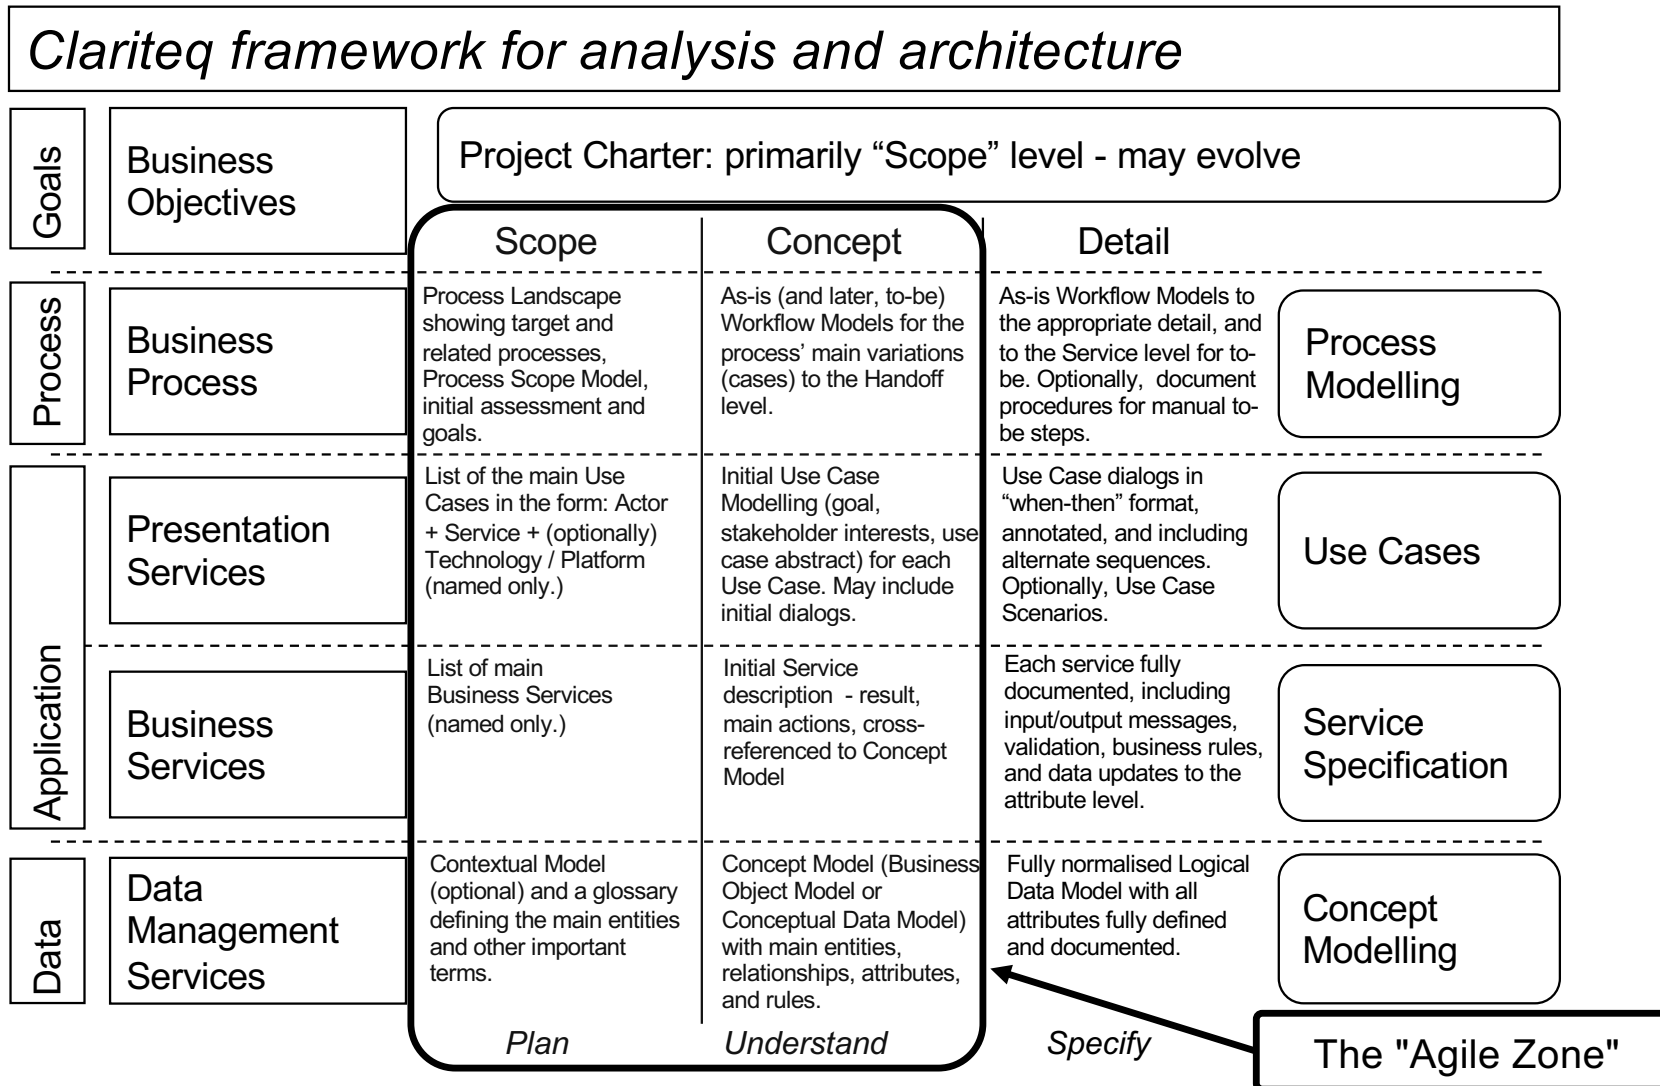 Clariteq framework for analysis and architecture
Goals
Business
Objectives
Project Charter: primarily “Scope” level - may evolve
Scope
Concept
Detail
Process
Business
Process
Process Landscape
showing target and
related processes,
Process Scope Model,
initial assessment and
goals.
As-is (and later, to-be)
Workflow Models for the
process’ main variations
(cases) to the Handoff
level.
As-is Workflow Models to
the appropriate detail, and
to the Service level for to-
be. Optionally, document
procedures for manual to-
be steps.
Process
Modelling
Application
Presentation
Services
List of the main Use
Cases in the form: Actor
+ Service + (optionally)
Technology / Platform
(named only.)
Initial Use Case
Modelling (goal,
stakeholder interests, use
case abstract) for each
Use Case. May include
initial dialogs.
Use Case dialogs in
“when-then” format,
annotated, and including
alternate sequences.
Optionally, Use Case
Scenarios.
Use Cases
Business
Services
List of main
Business Services
(named only.)
Initial Service
description - result,
main actions, cross-
referenced to Concept
Model
Each service fully
documented, including
input/output messages,
validation, business rules,
and data updates to the
attribute level.
Service
Specification
Data
Data
Management
Services
Contextual Model
(optional) and a glossary
defining the main entities
and other important
terms.
Concept Model (Business
Object Model or
Conceptual Data Model)
with main entities,
relationships, attributes,
and rules.
Fully normalised Logical
Data Model with all
attributes fully defined
and documented.
Concept
Modelling
Plan
Understand
Specify
The "Agile Zone"